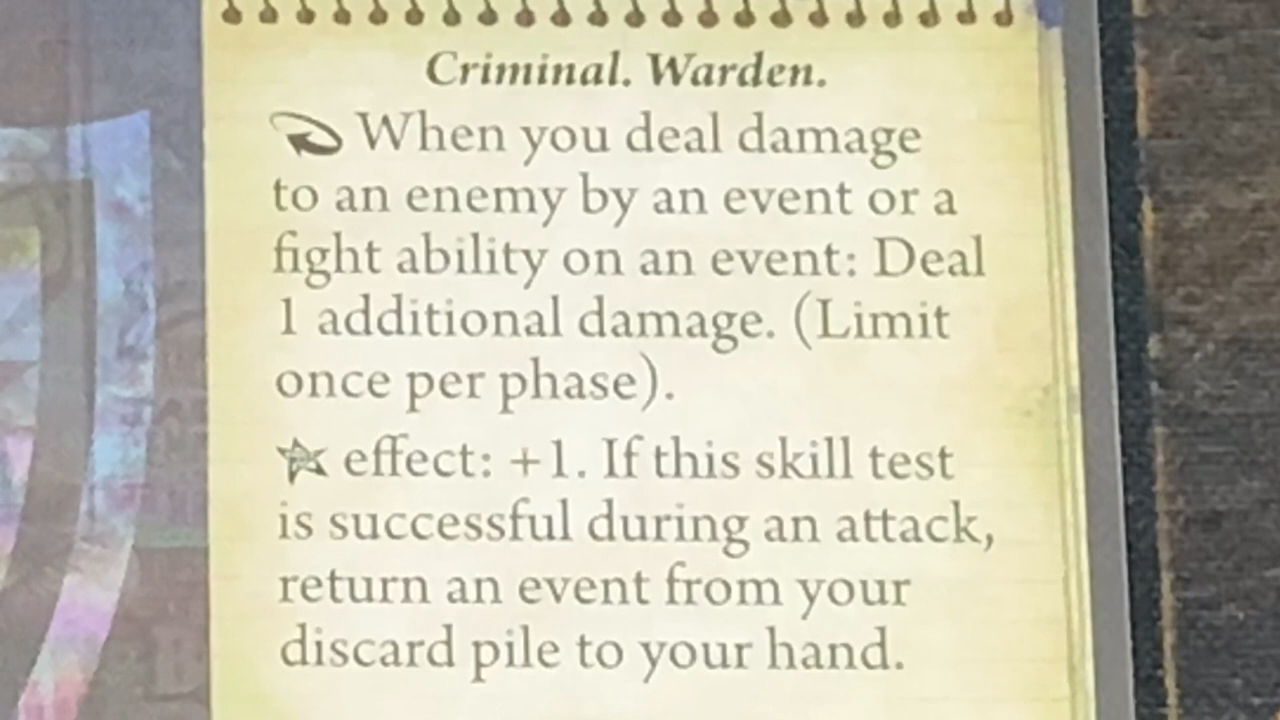 Criminal. Warden.
When you deal damage
to an enemy by an event or a
fight ability on an event: Deal
1 additional damage. (Limit
once per phase).
effect: +1. If this skill test
is successful during an attack,
return an event from your
discard pile to your hand.